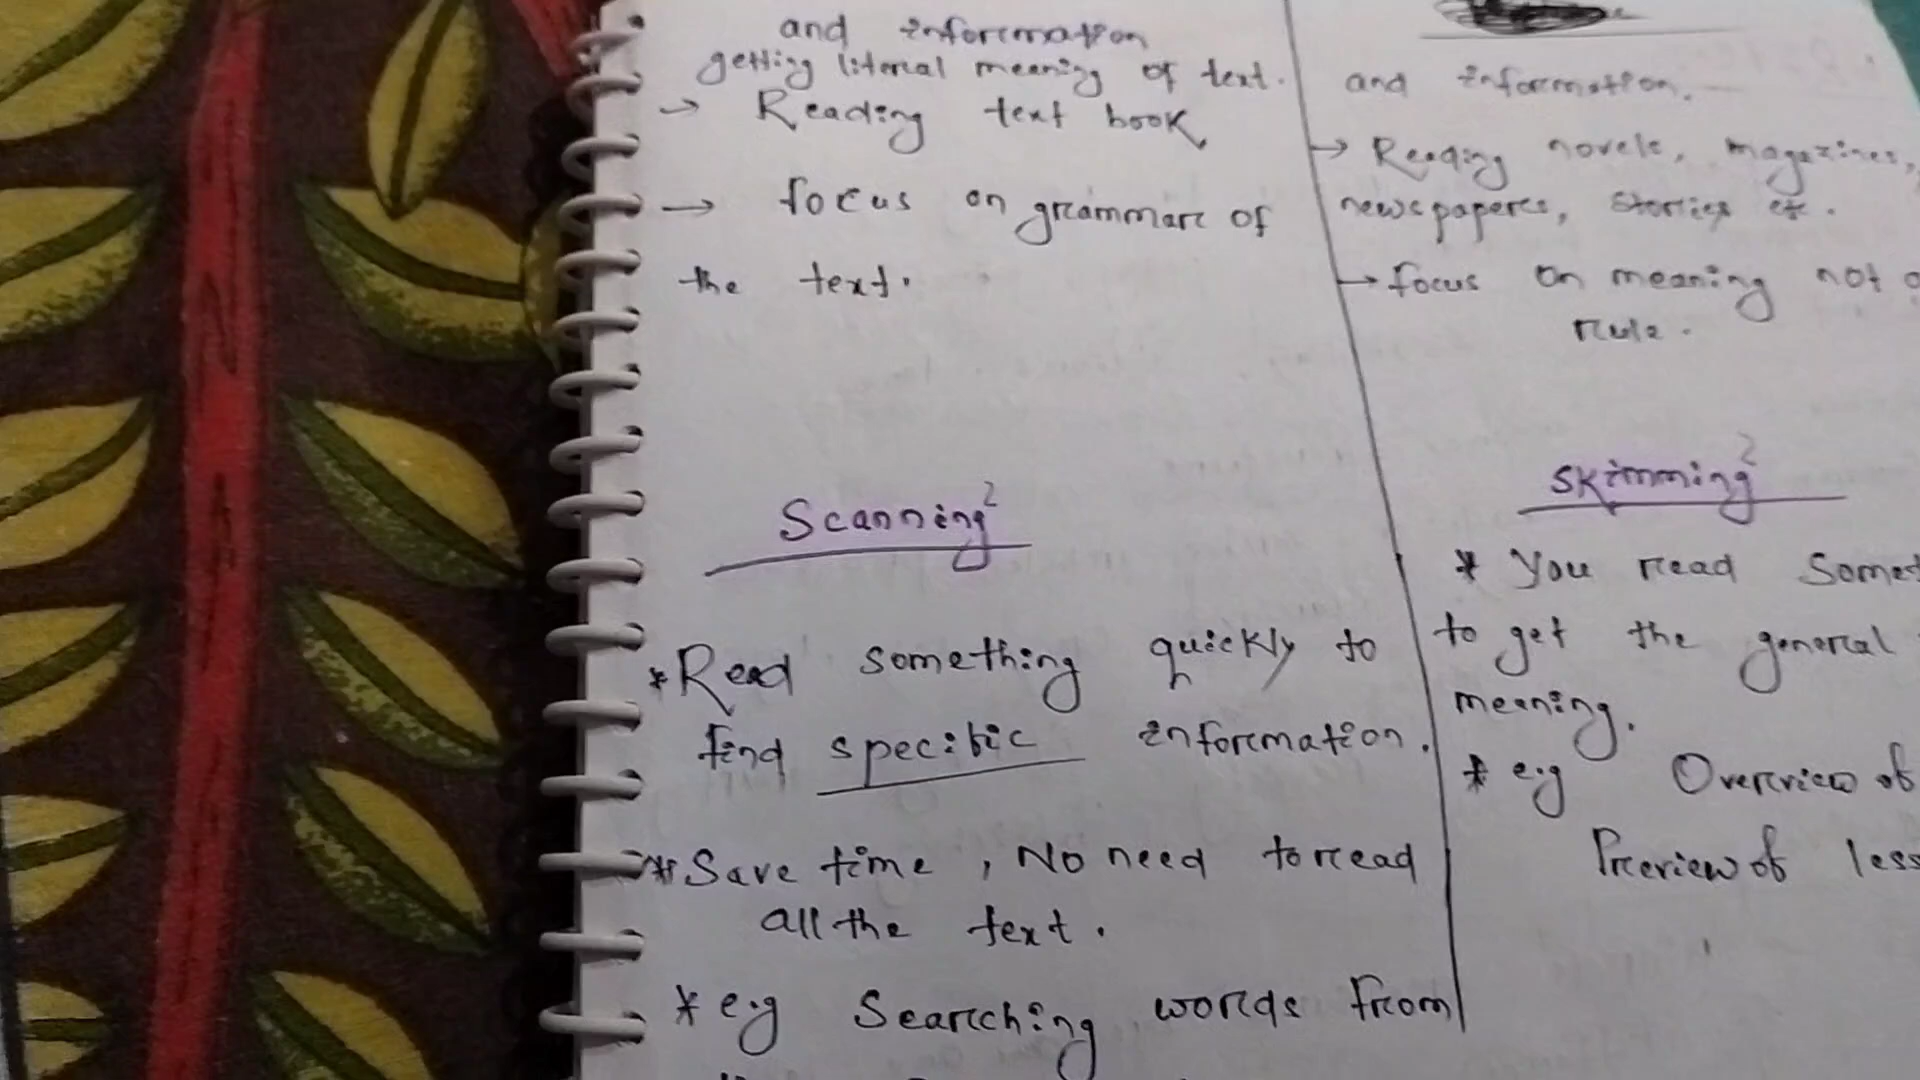 and information
getting literal meaning of text.
→ Reading text book
→ focus on grammar of
the text.
Scanning²
* Read something quickly to
find specific information.
* Save time, No need to read
all the text.
* e.g Searching words from
and information.
→ Reading novels, magazines,
newspapers, stories etc.
→ focus on meaning not
rule.
Skimming²
* You read
to get the general
meaning.
* e.g Overview of
Preview of